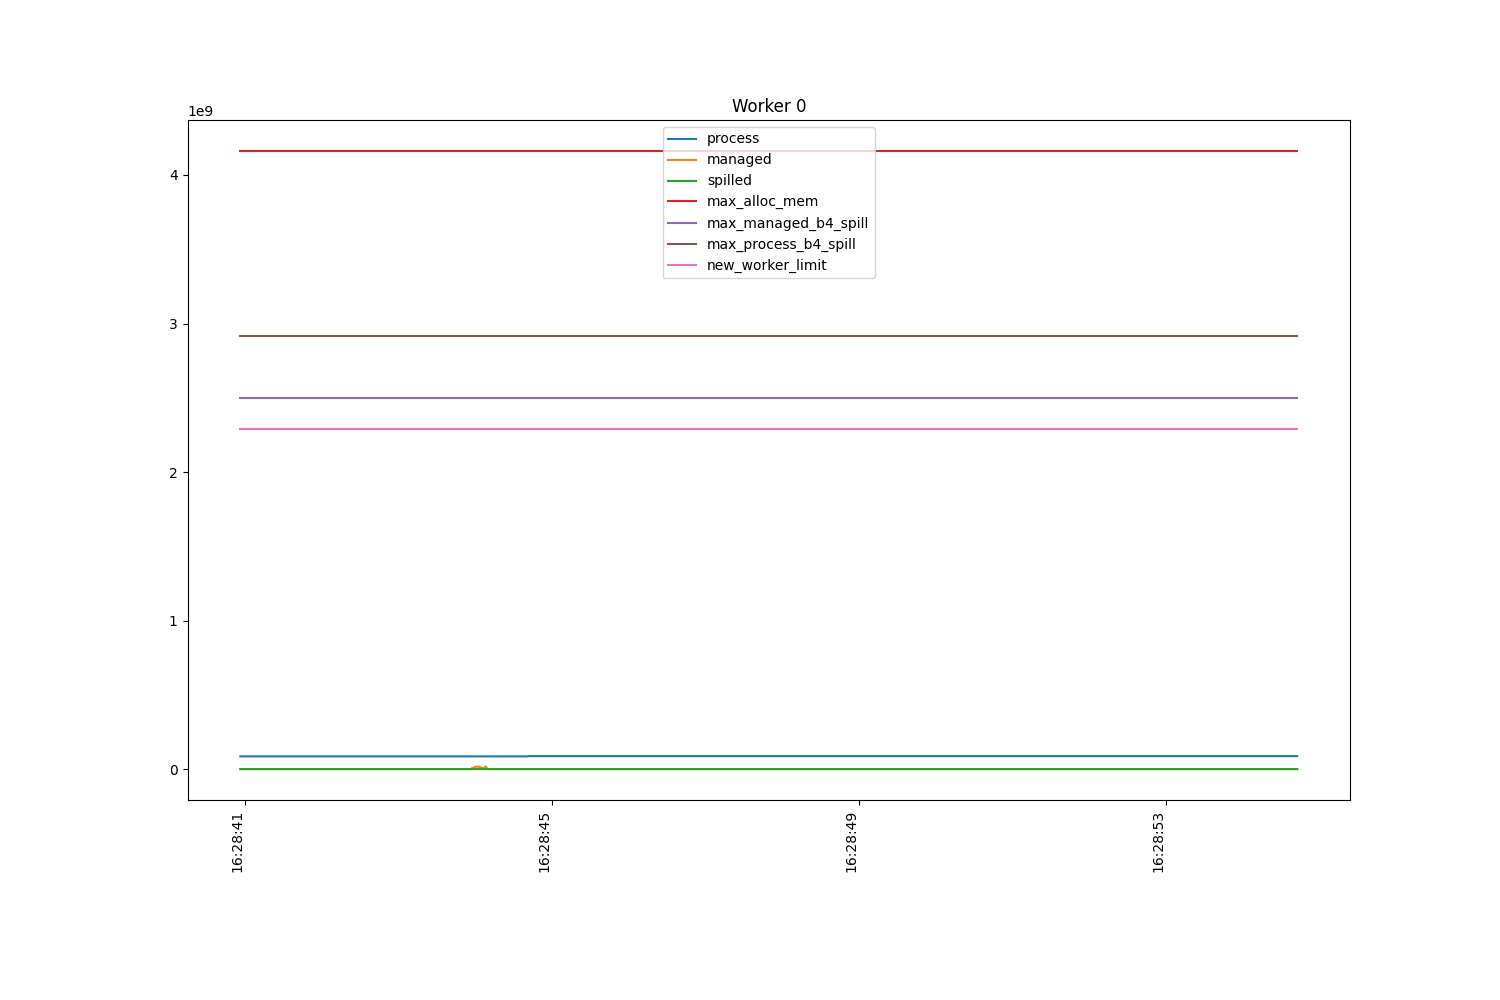 Worker 0
1e9
process
managed
spilled
max_alloc_mem
max_managed_b4_spill
max_process_b4_spill
new_worker_limit
4
3
2
1
0
16:28:41
16:28:45
16:28:49
16:28:53